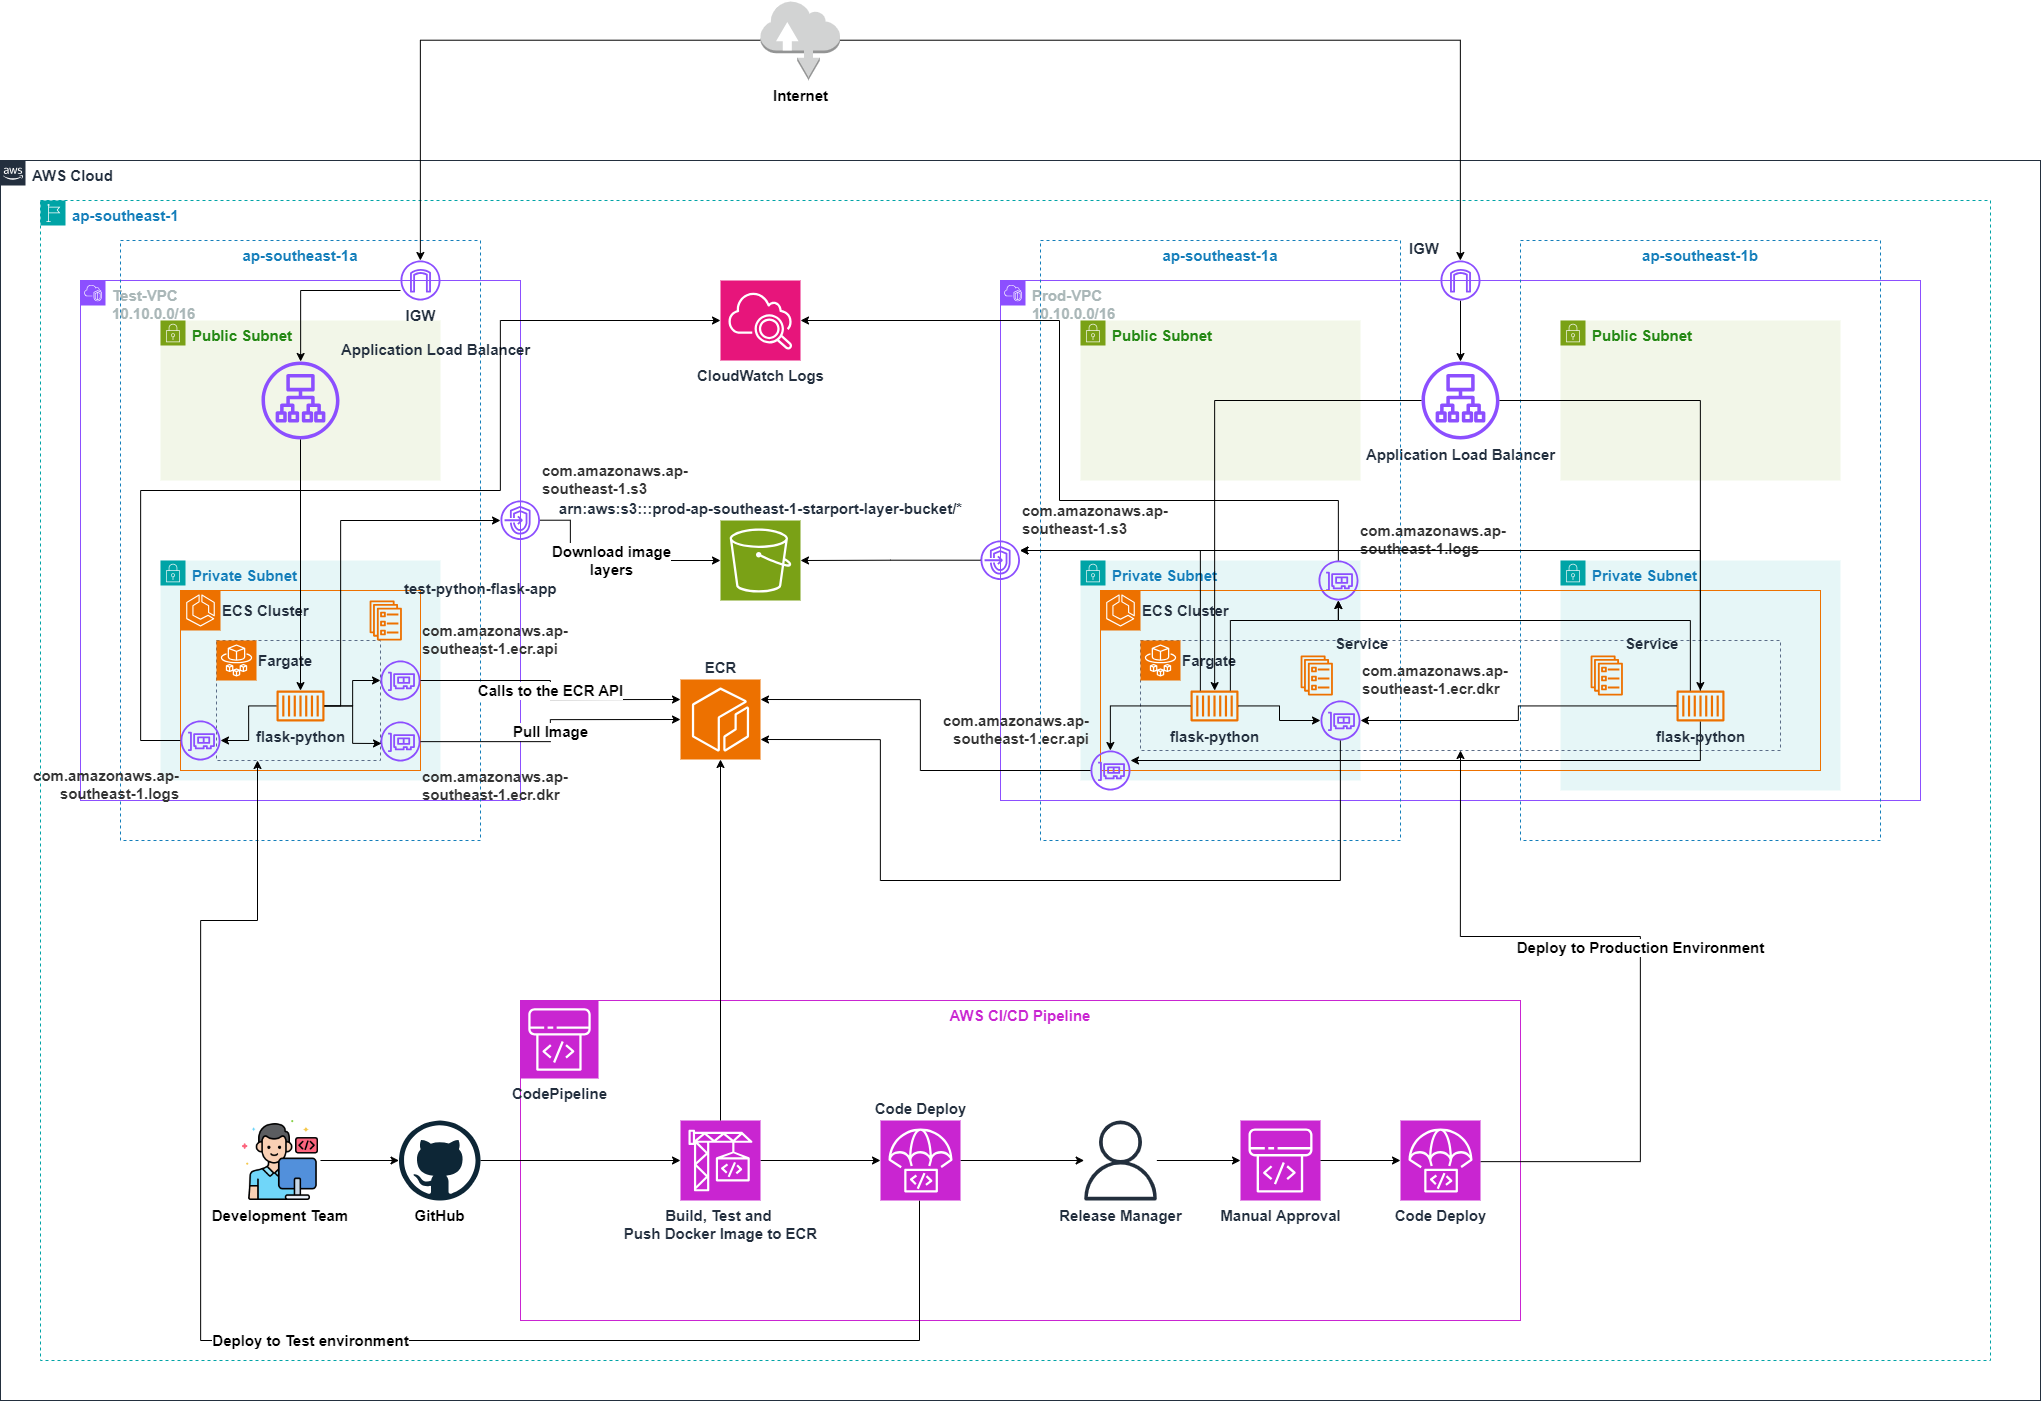 Internet
aws
AWS Cloud
ap-southeast-1
ap-southeast-1a
Test-VPC
10.10.0.0/16
IGW
Public Subnet
Application Load Balancer
CloudWatch Logs
IGW
ap-southeast-1a
ap-southeast-1b
Prod-VPC
10.10.0.0/16
Public Subnet
Public Subnet
Application Load Balancer
com.amazonaws.ap-
southeast-1.s3
arn:aws:s3:::prod-ap-southeast-1-starport-layer-bucket/*
Download image
layers
com.amazonaws.ap-
southeast-1.s3
com.amazonaws.ap-
southeast-1.logs
Private Subnet
test-python-flask-app
ECS Cluster
Fargate
flask-python
com.amazonaws.ap-
southeast-1.ecr.api
Calls to the ECR API
Pull Image
com.amazonaws.ap-
southeast-1.logs
com.amazonaws.ap-
southeast-1.ecr.dkr
ECR
Private Subnet
Private Subnet
ECS Cluster
Fargate
Service
Service
com.amazonaws.ap-
southeast-1.ecr.dkr
com.amazonaws.ap-
southeast-1.ecr.api
flask-python
flask-python
Deploy to Production Environment
AWS CI/CD Pipeline
CodePipeline
Code Deploy
Development Team
GitHub
Build, Test and
Push Docker Image to ECR
Release Manager
Manual Approval
Code Deploy
Deploy to Test environment